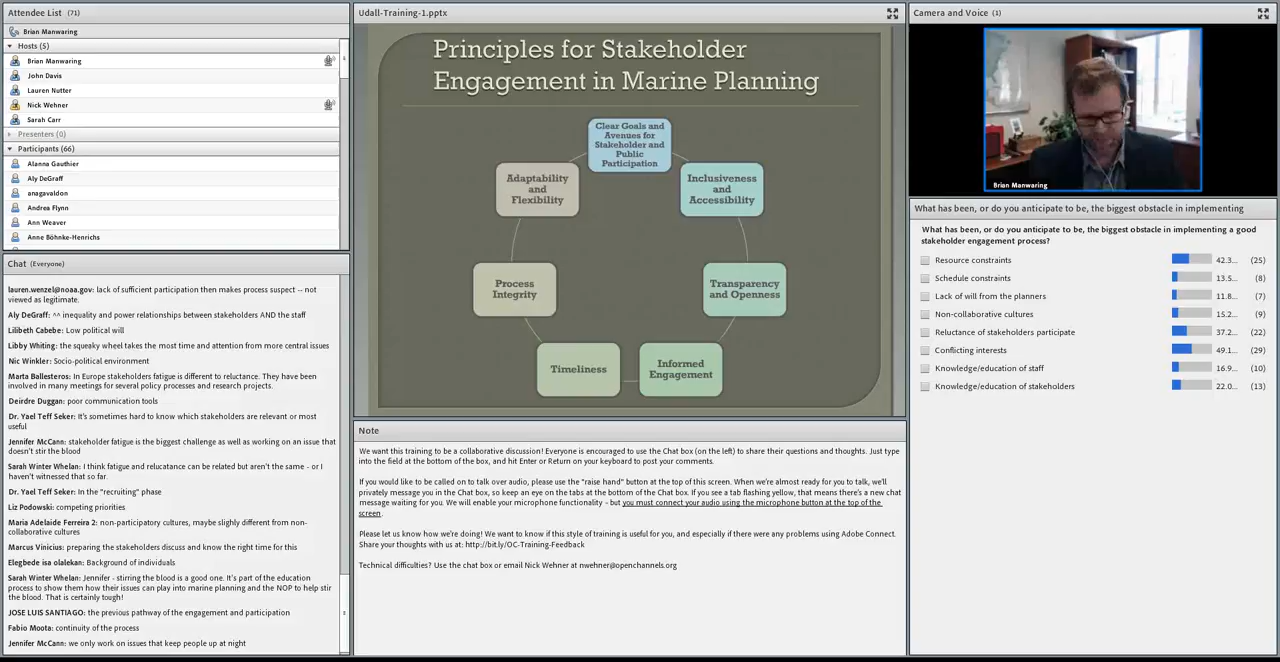 Attendee List (71)
Brian Manwaring
Hosts (5)
Brian Manwaring
John Davis
Lauren Nutter
Nick Wehner
Sarah Carr
Presenters (0)
Participants (66)
Alanna Gauthier
Aly DeGraff
anagavaldon
Andrea Flynn
Ann Weaver
Anne Böhnke-Henrichs
Chat (Everyone)
lauren.wenzel@noaa.gov: lack of sufficient participation then makes process suspect -- not
viewed as legitimate.
Aly DeGraff: ^^ inequality and power relationships between stakeholders AND the staff
Lilibeth Cabebe: Low political will
Libby Whiting: the squeaky wheel takes the most time and attention from more central issues
Nic Winkler: Socio-political environment
Marta Ballesteros: In Europe stakeholders fatigue is different to reluctance. They have been
involved in many meetings for several policy processes and research projects.
Deirdre Duggan: poor communication tools
Dr. Yael Teff Seker: It's sometimes hard to know which stakeholders are relevant or most
useful
Jennifer McCann: stakeholder fatigue is the biggest challenge as well as working on an issue that
doesn't stir the blood
Sarah Winter Whelan: I think fatigue and relucatance can be related but aren't the same - or I
haven't witnessed that so far.
Dr. Yael Teff Seker: In the "recruiting" phase
Liz Podowski: competing priorities
Maria Adelaide Ferreira 2: non-participatory cultures, maybe slighly different from non-
collaborative cultures
Marcus Vinicius: preparing the stakeholders discuss and know the right time for this
Elegbede isa olalekan: Background of individuals
Sarah Winter Whelan: Jennifer - stirring the blood is a good one. It's part of the education
process to show them how their issues can play into marine planning and the NOP to help stir
the blood. That is certainly tough!
JOSE LUIS SANTIAGO: the previous pathway of the engagement and participation
Fabio Moota: continuity of the process
Jennifer McCann: we only work on issues that keep people up at night
Udall-Training-1.pptx
Principles for Stakeholder
Engagement in Marine Planning
Clear Goals and
Avenues for
Stakeholder and
Public
Participation
Adaptability
and
Flexibility
Inclusiveness
and
Accessibility
Process
Integrity
Transparency
and Openness
Timeliness
Informed
Engagement
Note
We want this training to be a collaborative discussion! Everyone is encouraged to use the Chat box (on the left) to share their questions and thoughts. Just type
into the field at the bottom of the box, and hit Enter or Return on your keyboard to post your comments.
If you would like to be called on to talk over audio, please use the "raise hand" button at the top of this screen. When we're almost ready for you to talk, we'll
privately message you in the Chat box, so keep an eye on the tabs at the bottom of the Chat box. If you see a tab flashing yellow, that means there's a new chat
message waiting for you. We will enable your microphone functionality - but you must connect your audio using the microphone button at the top of the
screen.
Please let us know how we're doing! We want to know if this style of training is useful for you, and especially if there were any problems using Adobe Connect.
Share your thoughts with us at: http://bit.ly/OC-Training-Feedback
Technical difficulties? Use the chat box or email Nick Wehner at nwehner@openchannels.org
Camera and Voice (1)
Brian Manwaring
What has been, or do you anticipate to be, the biggest obstacle in implementing
What has been, or do you anticipate to be, the biggest obstacle in implementing a good
stakeholder engagement process?
Resource constraints 42.3... (25)
Schedule constraints 13.5... (8)
Lack of will from the planners 11.8... (7)
Non-collaborative cultures 15.2... (9)
Reluctance of stakeholders participate 37.2... (22)
Conflicting interests 49.1... (29)
Knowledge/education of staff 16.9... (10)
Knowledge/education of stakeholders 22.0... (13)